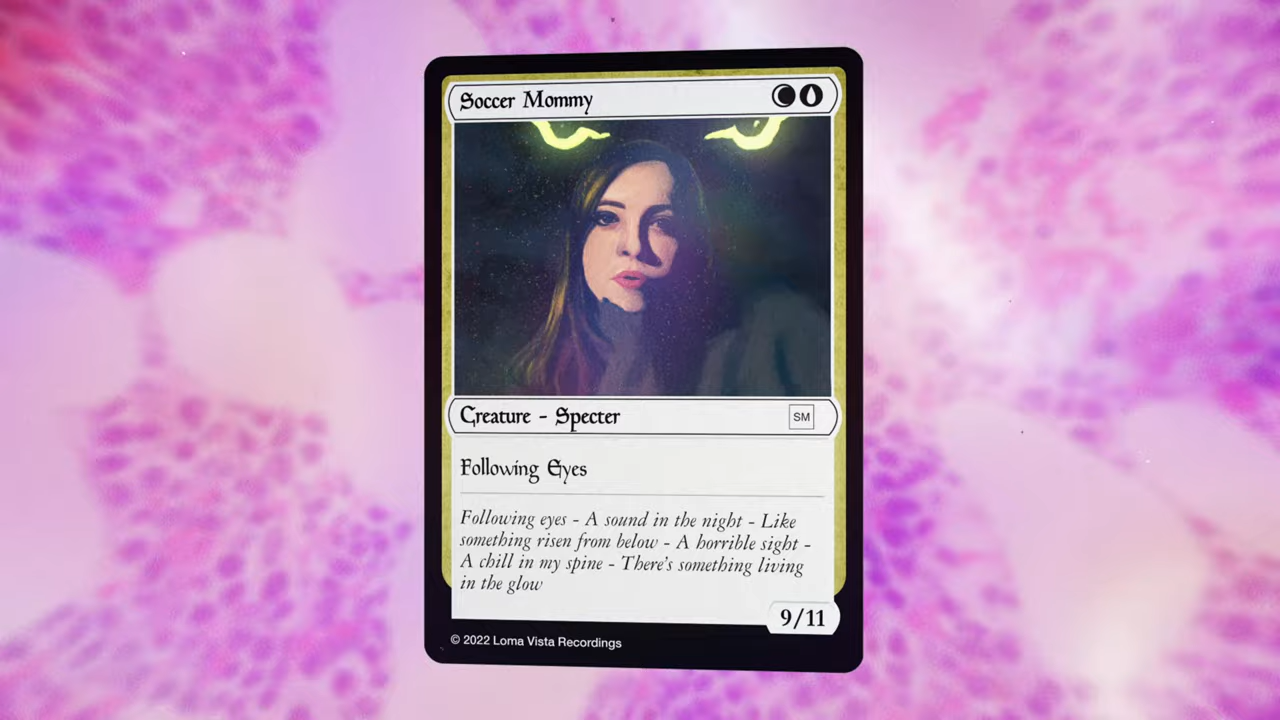 Soccer Mommy
Creature - Specter
SM
Following Eyes
Following eyes - A sound in the night - Like
something risen from below - A horrible sight -
A chill in my spine - There's something living
in the glow
9/11
© 2022 Loma Vista Recordings